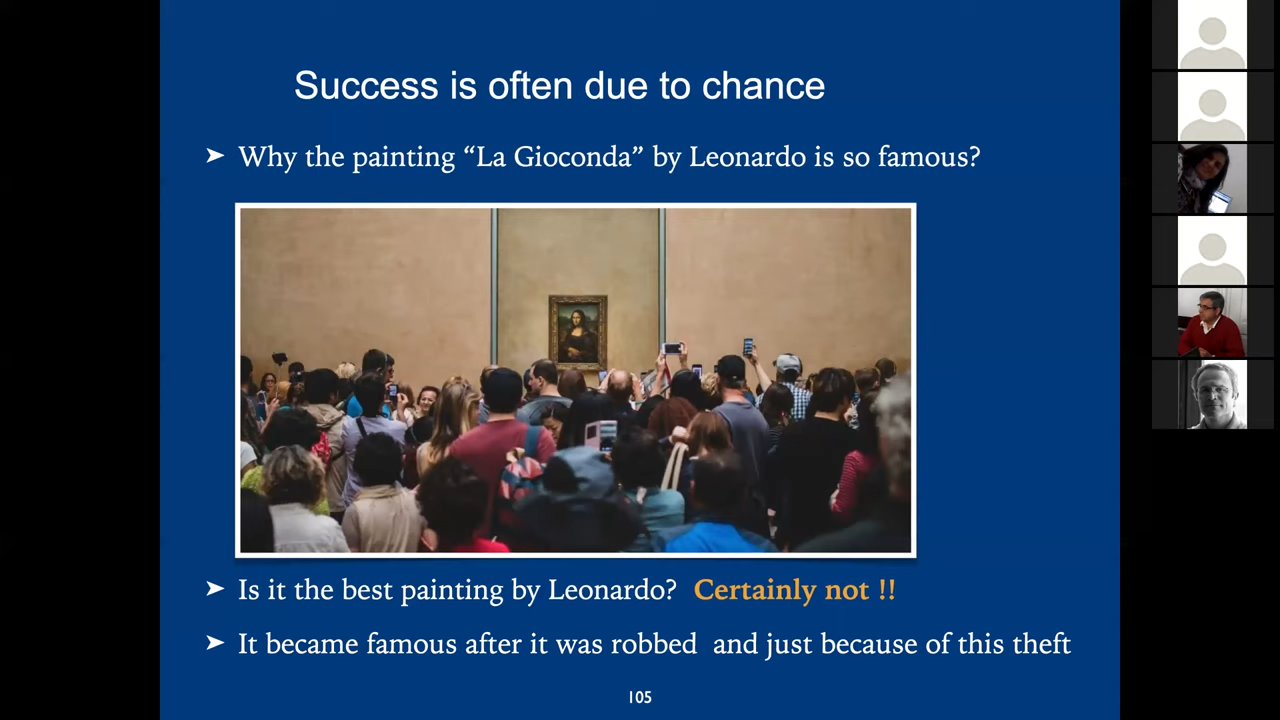 Success is often due to chance
➤ Why the painting “La Gioconda” by Leonardo is so famous?
➤ Is it the best painting by Leonardo? Certainly not !!
➤ It became famous after it was robbed and just because of this theft
105